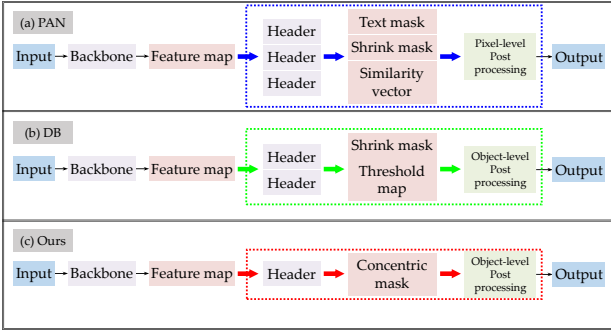 (a) PAN
Input
Backbone
Feature map
Header
Header
Header
Text mask
Shrink mask
Similarity
vector
Pixel-level
Post
processing
Output
(b) DB
Input
Backbone
Feature map
Header
Header
Shrink mask
Threshold
map
Object-level
Post
processing
Output
(c) Ours
Input
Backbone
Feature map
Header
Concentric
mask
Object-level
Post
processing
Output